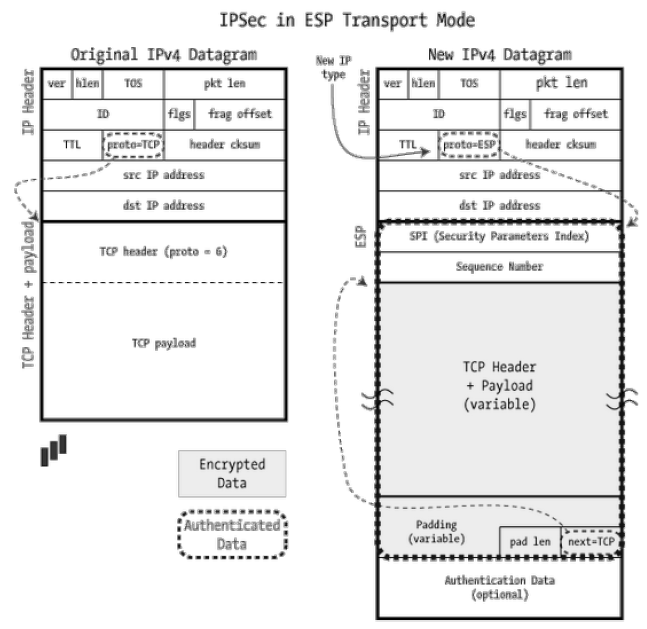 IPSec in ESP Transport Mode
Original IPv4 Datagram
IP Header
ver hlen TOS pkt len
ID flgs frag offset
TTL proto=TCP header cksum
src IP address
dst IP address
TCP Header + payload
TCP header (proto = 6)
TCP payload
Encrypted
Data
Authenticated
Data
New IPv4 Datagram
New IP
type
IP Header
ver hlen TOS pkt len
ID flgs frag offset
TTL proto=ESP header cksum
src IP address
dst IP address
ESP
SPI (Security Parameters Index)
Sequence Number
TCP Header
+ Payload
(variable)
Padding
(variable)
pad len next=TCP
Authentication Data
(optional)